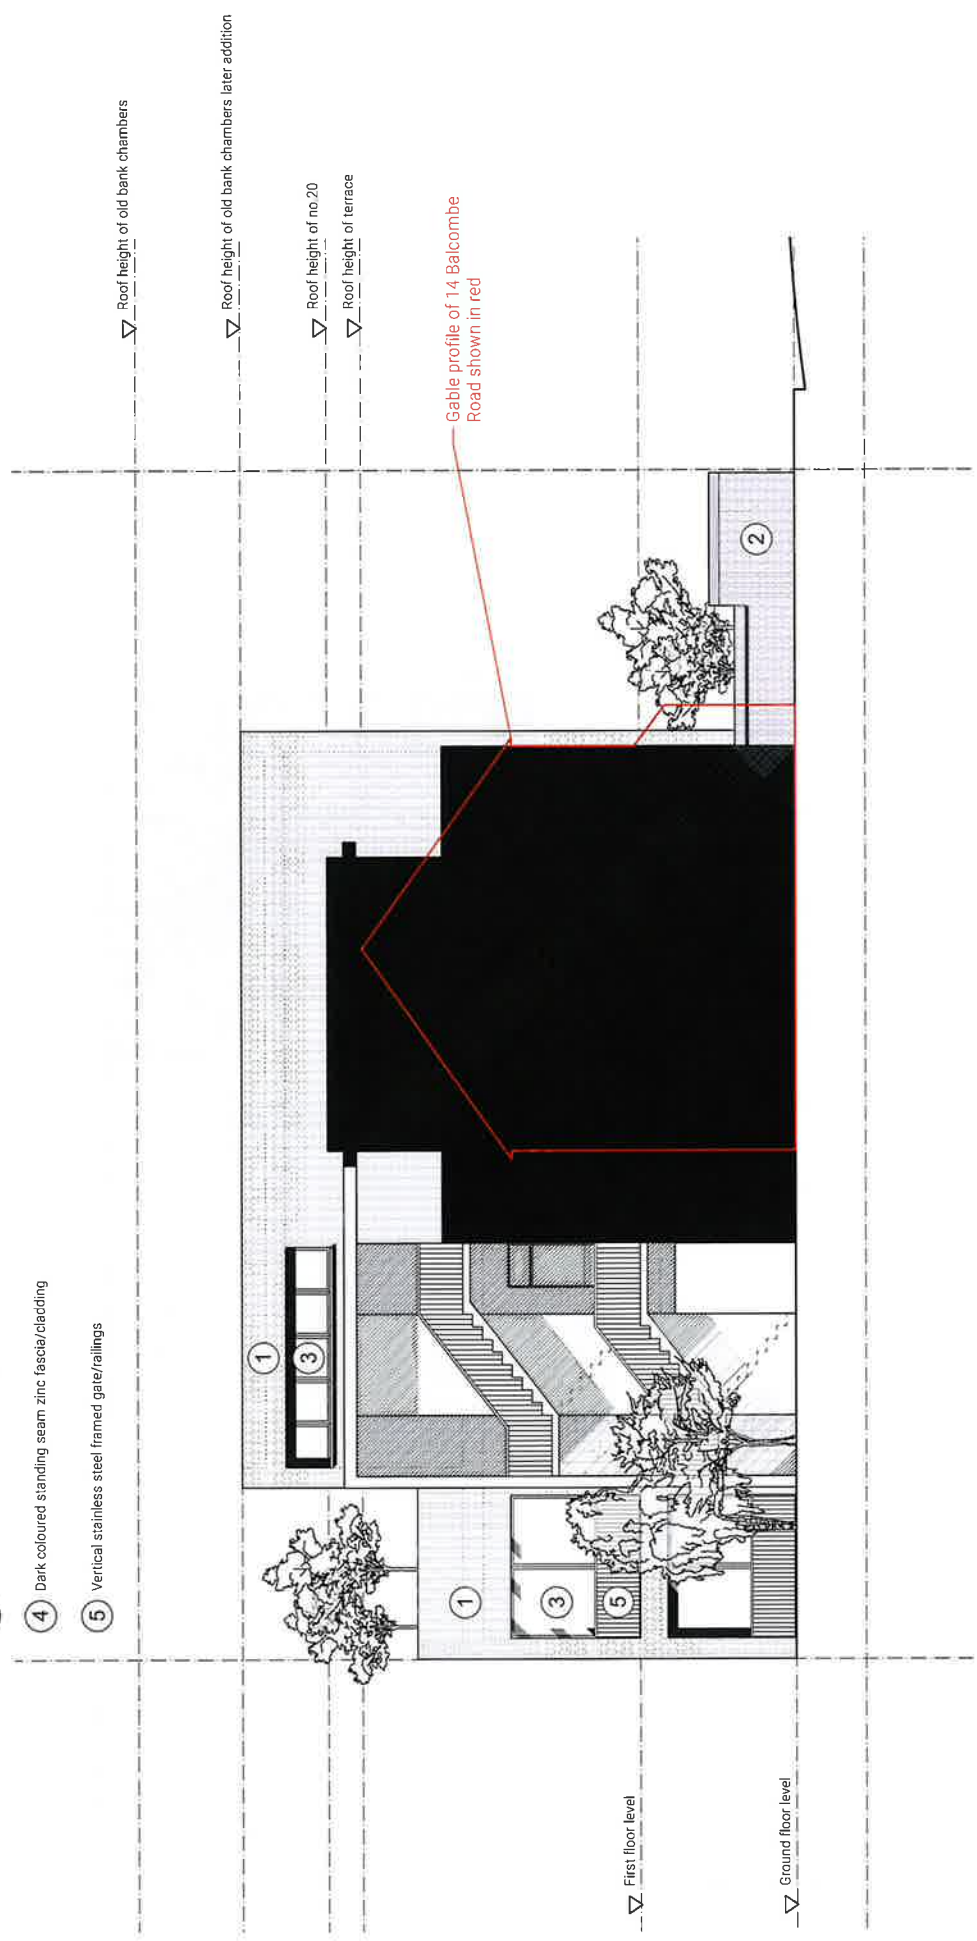 4 Dark coloured standing seam zinc fascia/cladding
5 Vertical stainless steel framed gate/railings
Roof height of old bank chambers
Roof height of old bank chambers later addition
Roof height of no.20
Roof height of terrace
Gable profile of 14 Balcombe
Road shown in red
1
3
1
3
5
2
First floor level
Ground floor level